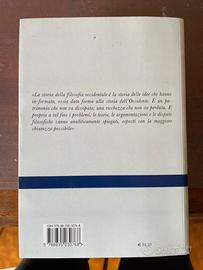 «La storia della filosofia occidentale è la storia delle idee che hanno
in-formato, ossia dato forma alla storia dell'Occidente. È un pa-
trimonio che non va dissipato; una ricchezza che non va perduta. È
proprio a tal fine i problemi, le teorie, le argomentazioni e le dispute
filosofiche vanno analiticamente spiegati, esposti con la maggiore
chiarezza possibile»